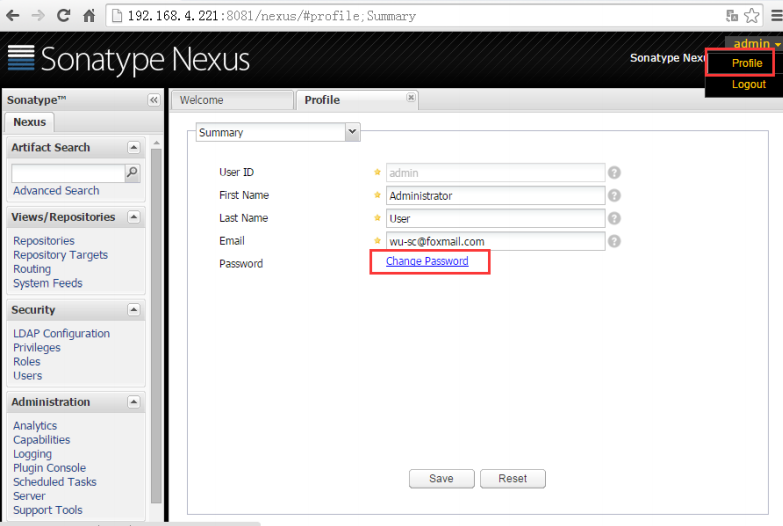 192.168.4.221:8081/nexus/#profile;Summary
Sonatype Nexus
admin
Sonatype Nex
Profile
Logout
Sonatype™
Nexus
Artifact Search
Advanced Search
Views/Repositories
Repositories
Repository Targets
Routing
System Feeds
Security
LDAP Configuration
Privileges
Roles
Users
Administration
Analytics
Capabilities
Logging
Plugin Console
Scheduled Tasks
Server
Support Tools
Welcome
Profile
Summary
User ID
admin
First Name
Administrator
Last Name
User
Email
wu-sc@foxmail.com
Password
Change Password
Save
Reset